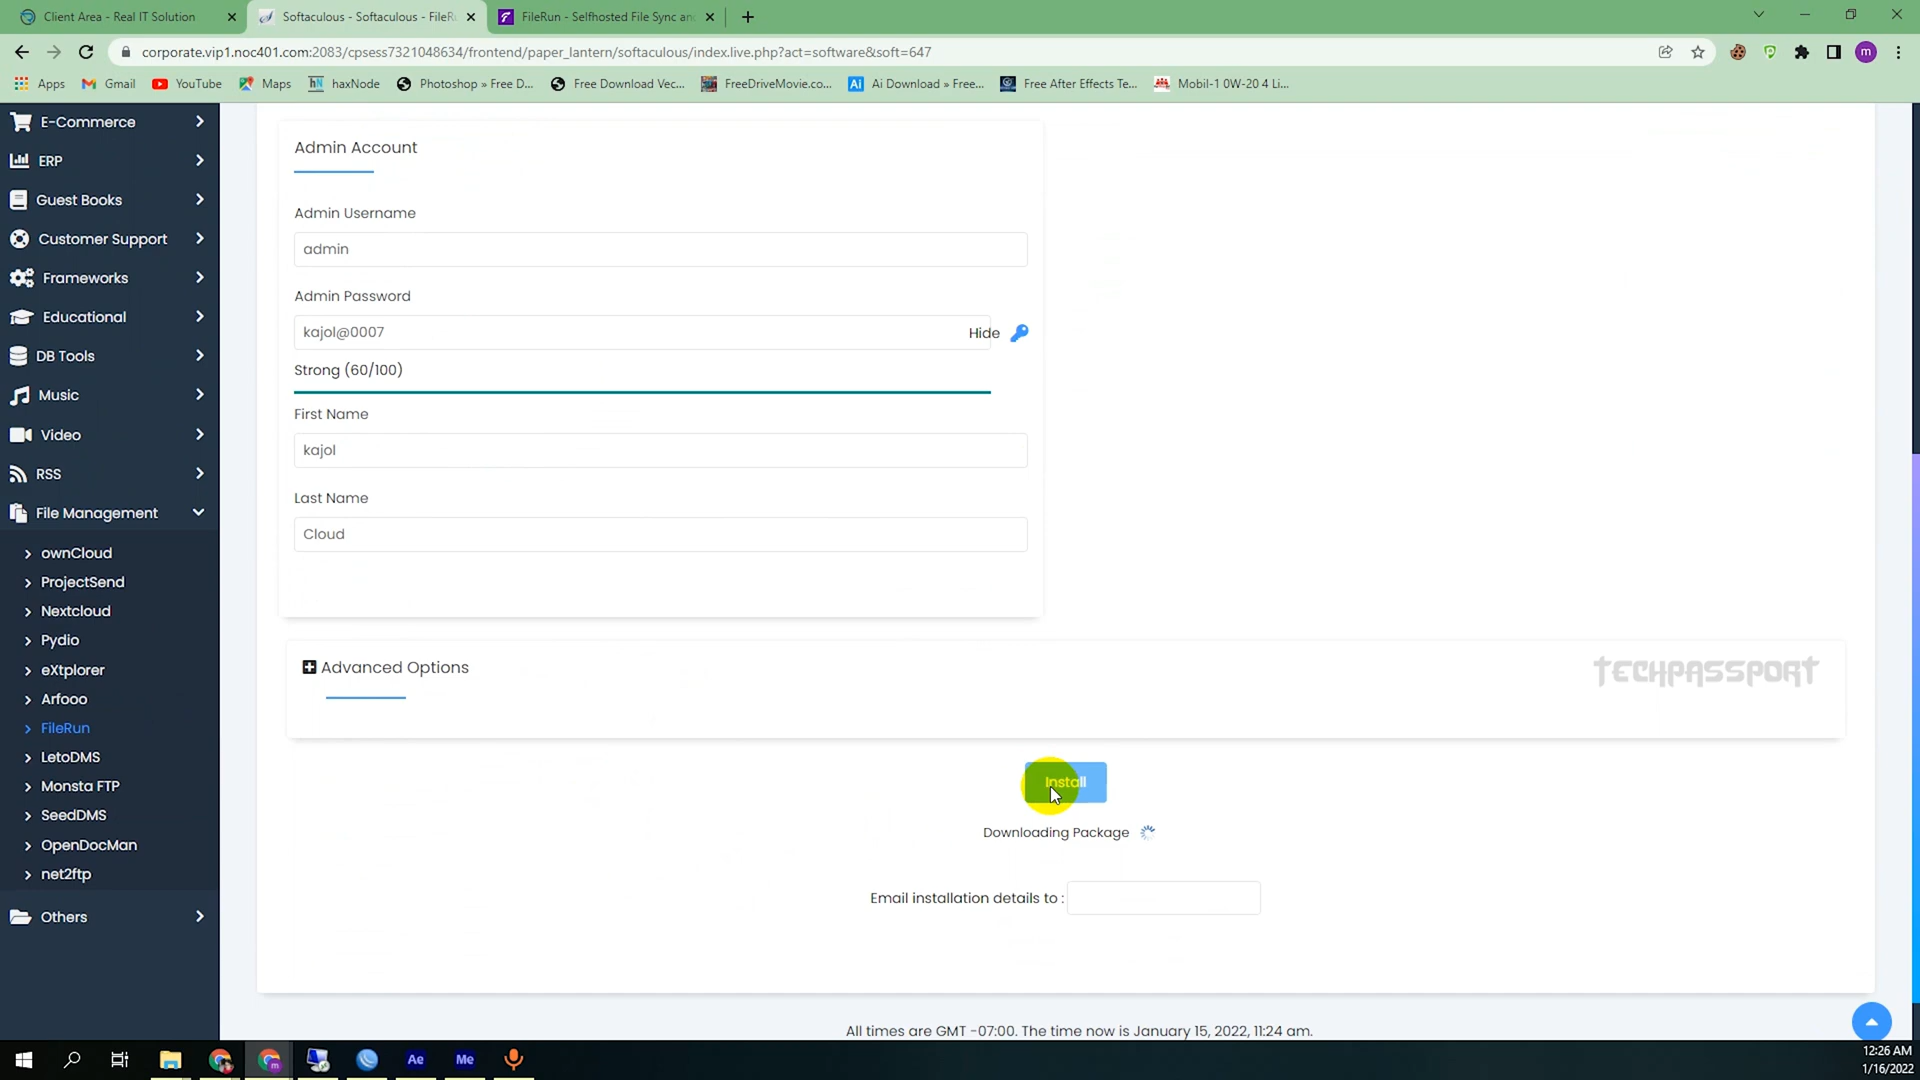 Client Area - Real IT Solution
Softaculous - Softaculous - FileR
FileRun - Selfhosted File Sync an
corporate.vip1.noc401.com:2083/cpsess7321048634/frontend/paper_lantern/softaculous/index.live.php?act=software&soft=647
m
Apps
Gmail
YouTube
Maps
hn haxNode
Photoshop » Free D...
Free Download Vec...
FreeDriveMovie.co...
Ai Ai Download » Free...
Free After Effects Te...
Mobil-1 0W-20 4 Li...
E-Commerce
ERP
Guest Books
Customer Support
Frameworks
Educational
DB Tools
Music
Video
RSS
File Management
ownCloud
ProjectSend
Nextcloud
Pydio
eXtplorer
Arfooo
FileRun
LetoDMS
Monsta FTP
SeedDMS
OpenDocMan
net2ftp
Others
Admin Account
Admin Username
admin
Admin Password
kajol@0007
Hide
Strong (60/100)
First Name
kajol
Last Name
Cloud
Advanced Options
TECHPASSPORT
Install
Downloading Package
Email installation details to :
All times are GMT -07:00. The time now is January 15, 2022, 11:24 am.
Ae
Me
12:26 AM
1/16/2022